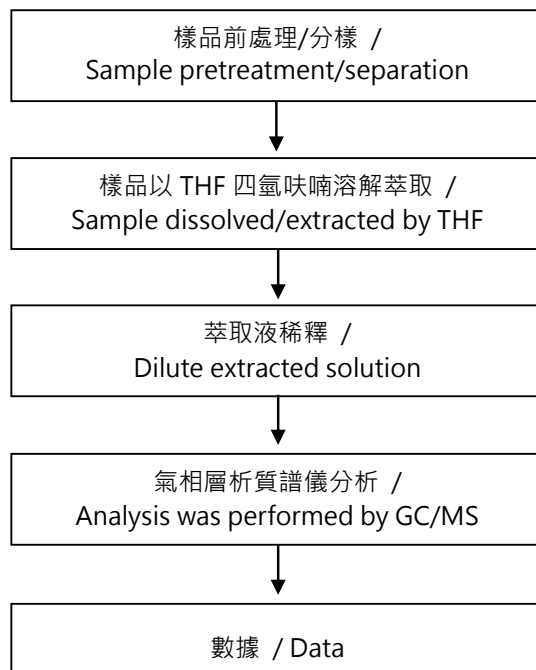 樣品前處理/分樣 /
Sample pretreatment/separation
樣品以 THF 四氫呋喃溶解萃取 /
Sample dissolved/extracted by THF
萃取液稀釋 /
Dilute extracted solution
氣相層析質譜儀分析 /
Analysis was performed by GC/MS
數據 / Data